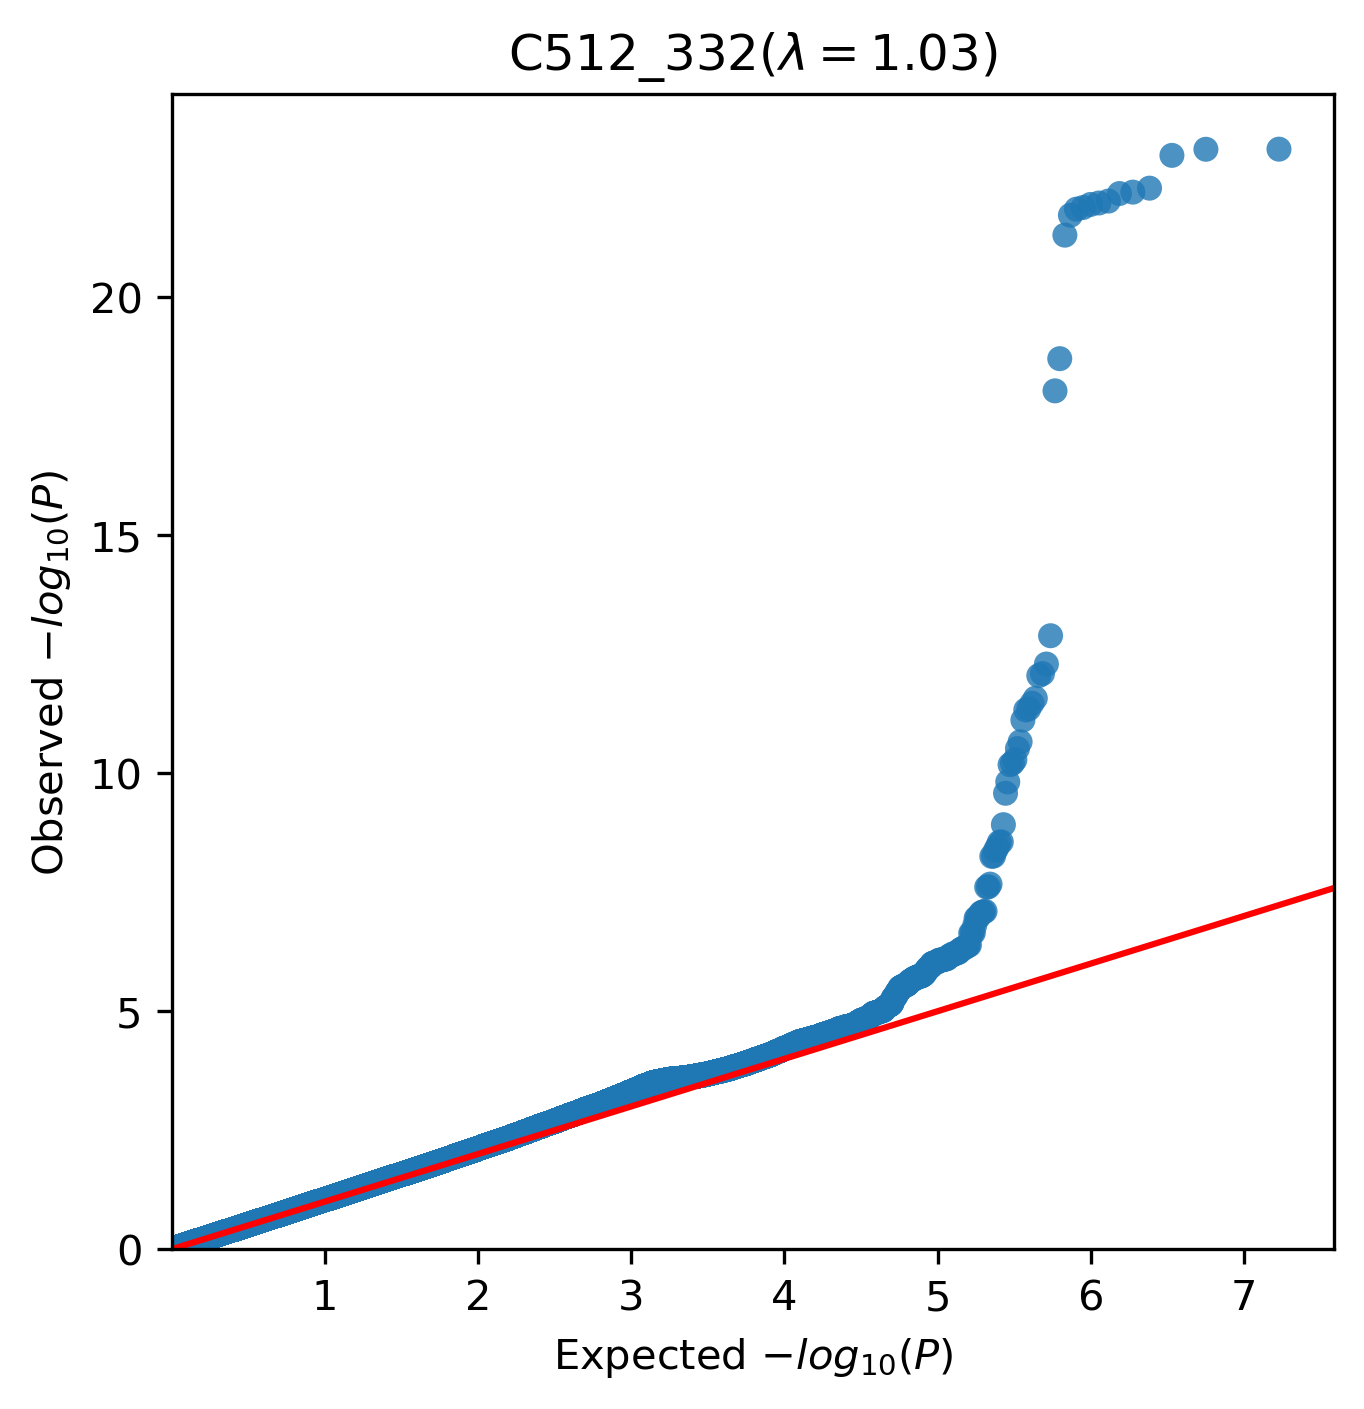 C512_332(λ = 1.03)
20
15
10
5
0
Observed −log10(P)
1 2 3 4 5 6 7
Expected −log10(P)